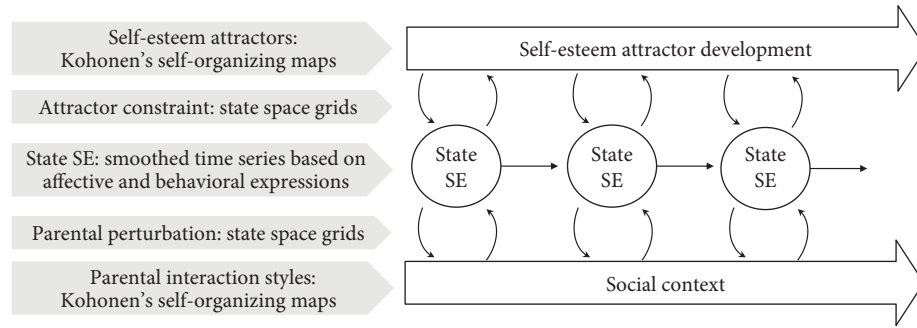 Self-esteem attractors:
Kohonen's self-organizing maps
Self-esteem attractor development
Attractor constraint: state space grids
State SE: smoothed time series based on
affective and behavioral expressions
State
SE
State
SE
State
SE
Parental perturbation: state space grids
Parental interaction styles:
Kohonen's self-organizing maps
Social context